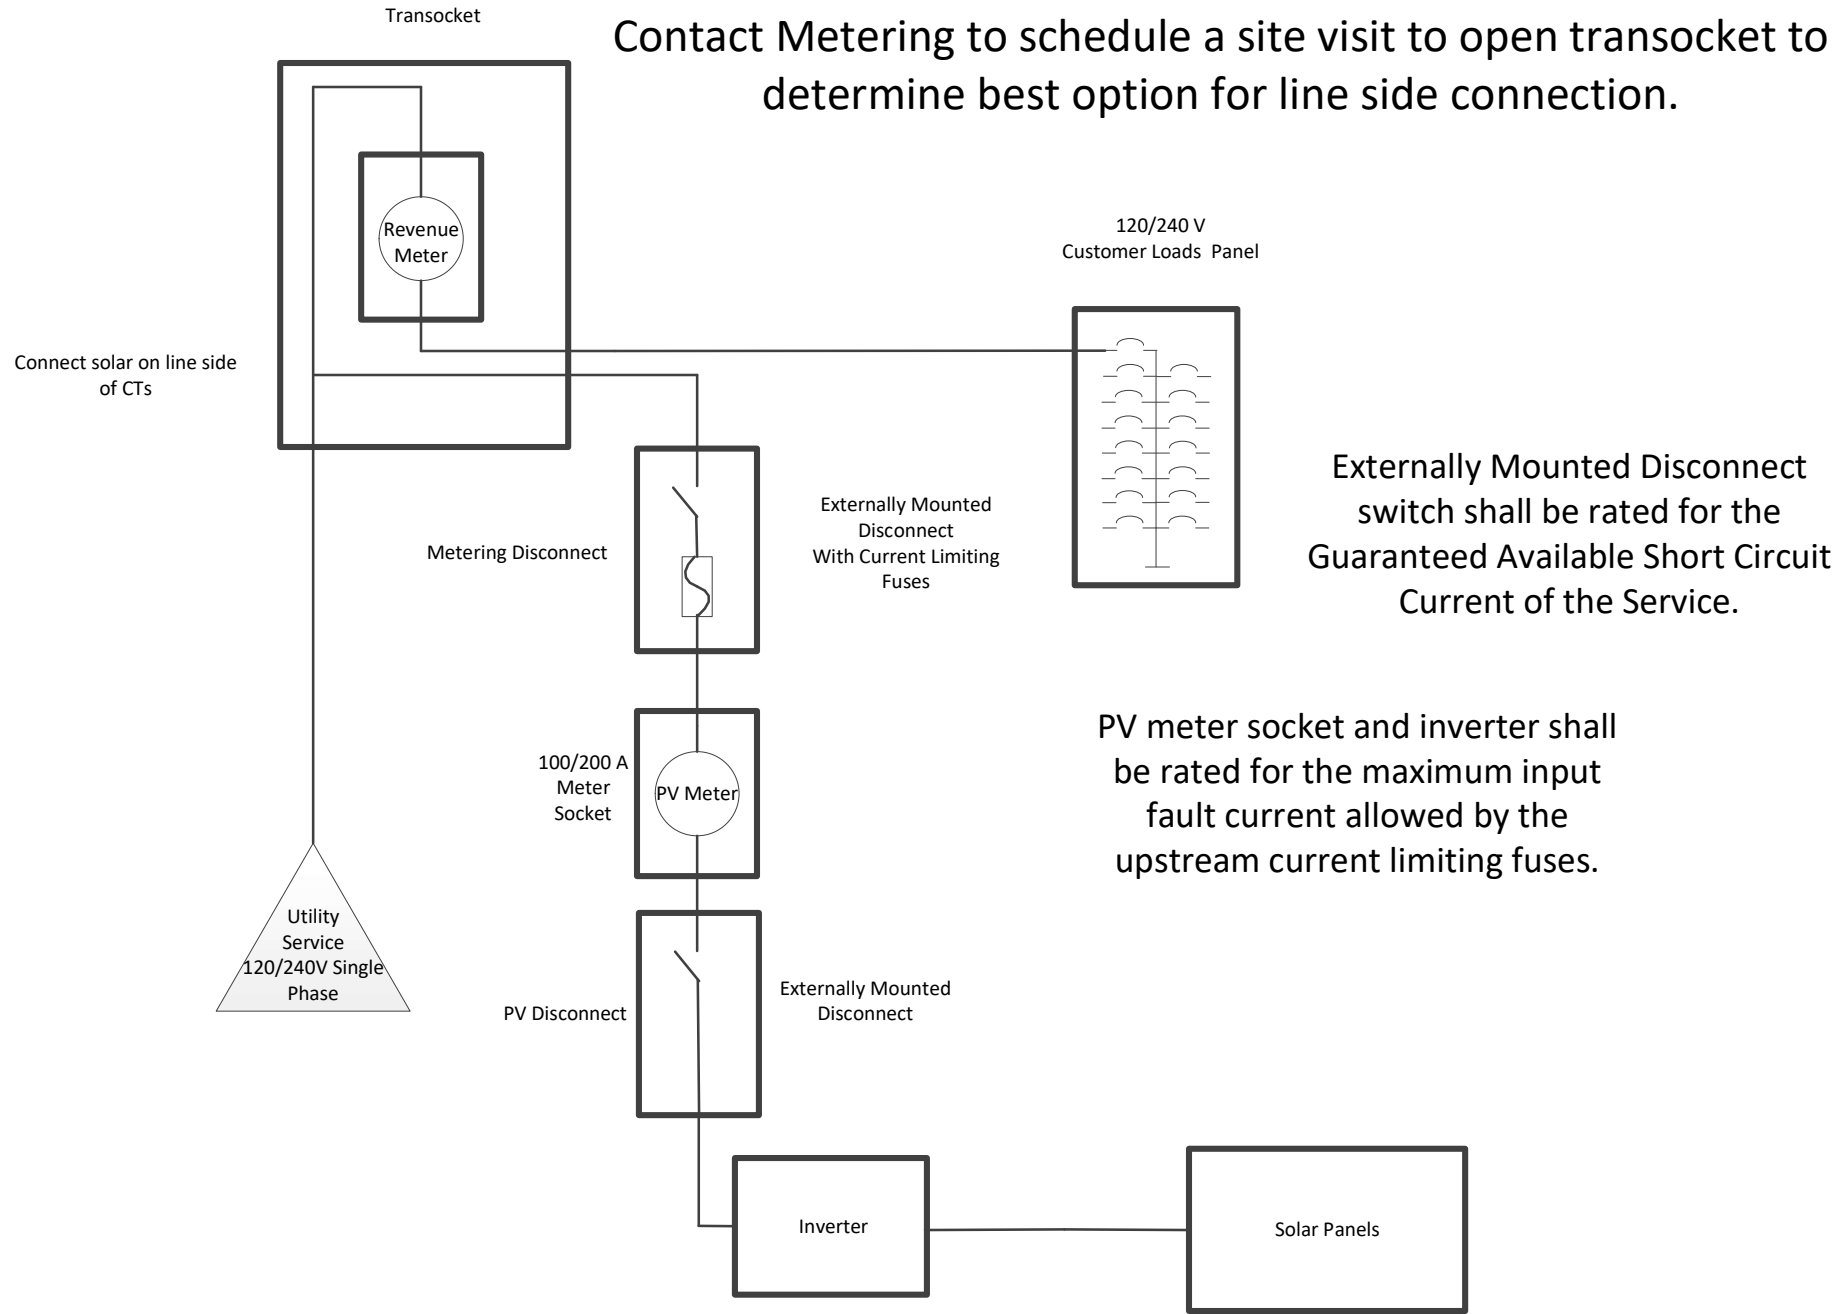 Transocket
Contact Metering to schedule a site visit to open transocket to
determine best option for line side connection.
Revenue
Meter
120/240 V
Customer Loads Panel
Connect solar on line side
of CTs
Externally Mounted Disconnect
switch shall be rated for the
Guaranteed Available Short Circuit
Current of the Service.
Metering Disconnect
Externally Mounted
Disconnect
With Current Limiting
Fuses
PV meter socket and inverter shall
be rated for the maximum input
fault current allowed by the
upstream current limiting fuses.
100/200 A
Meter
Socket
PV Meter
Utility
Service
120/240V Single
Phase
PV Disconnect
Externally Mounted
Disconnect
Inverter
Solar Panels